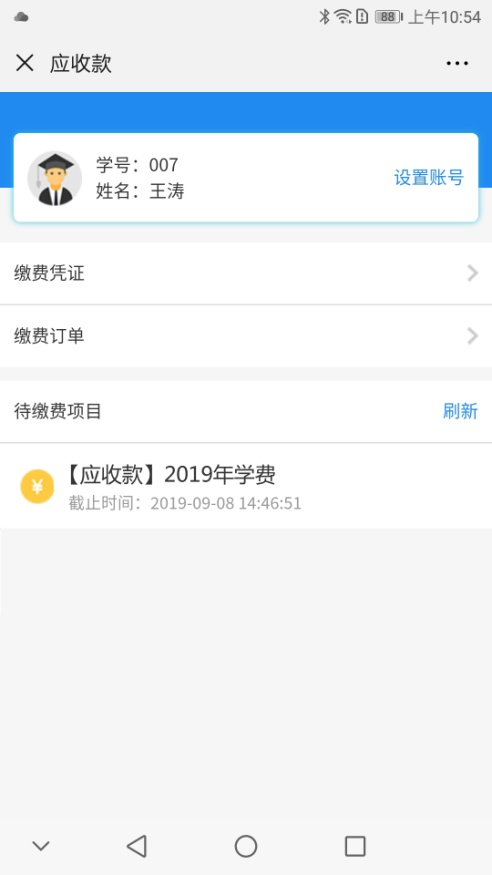 88 上午10:54
应收款
学号：007
姓名：王涛
设置账号
缴费凭证
缴费订单
待缴费项目 刷新
¥ 【应收款】2019年学费
截止时间：2019-09-08 14:46:51